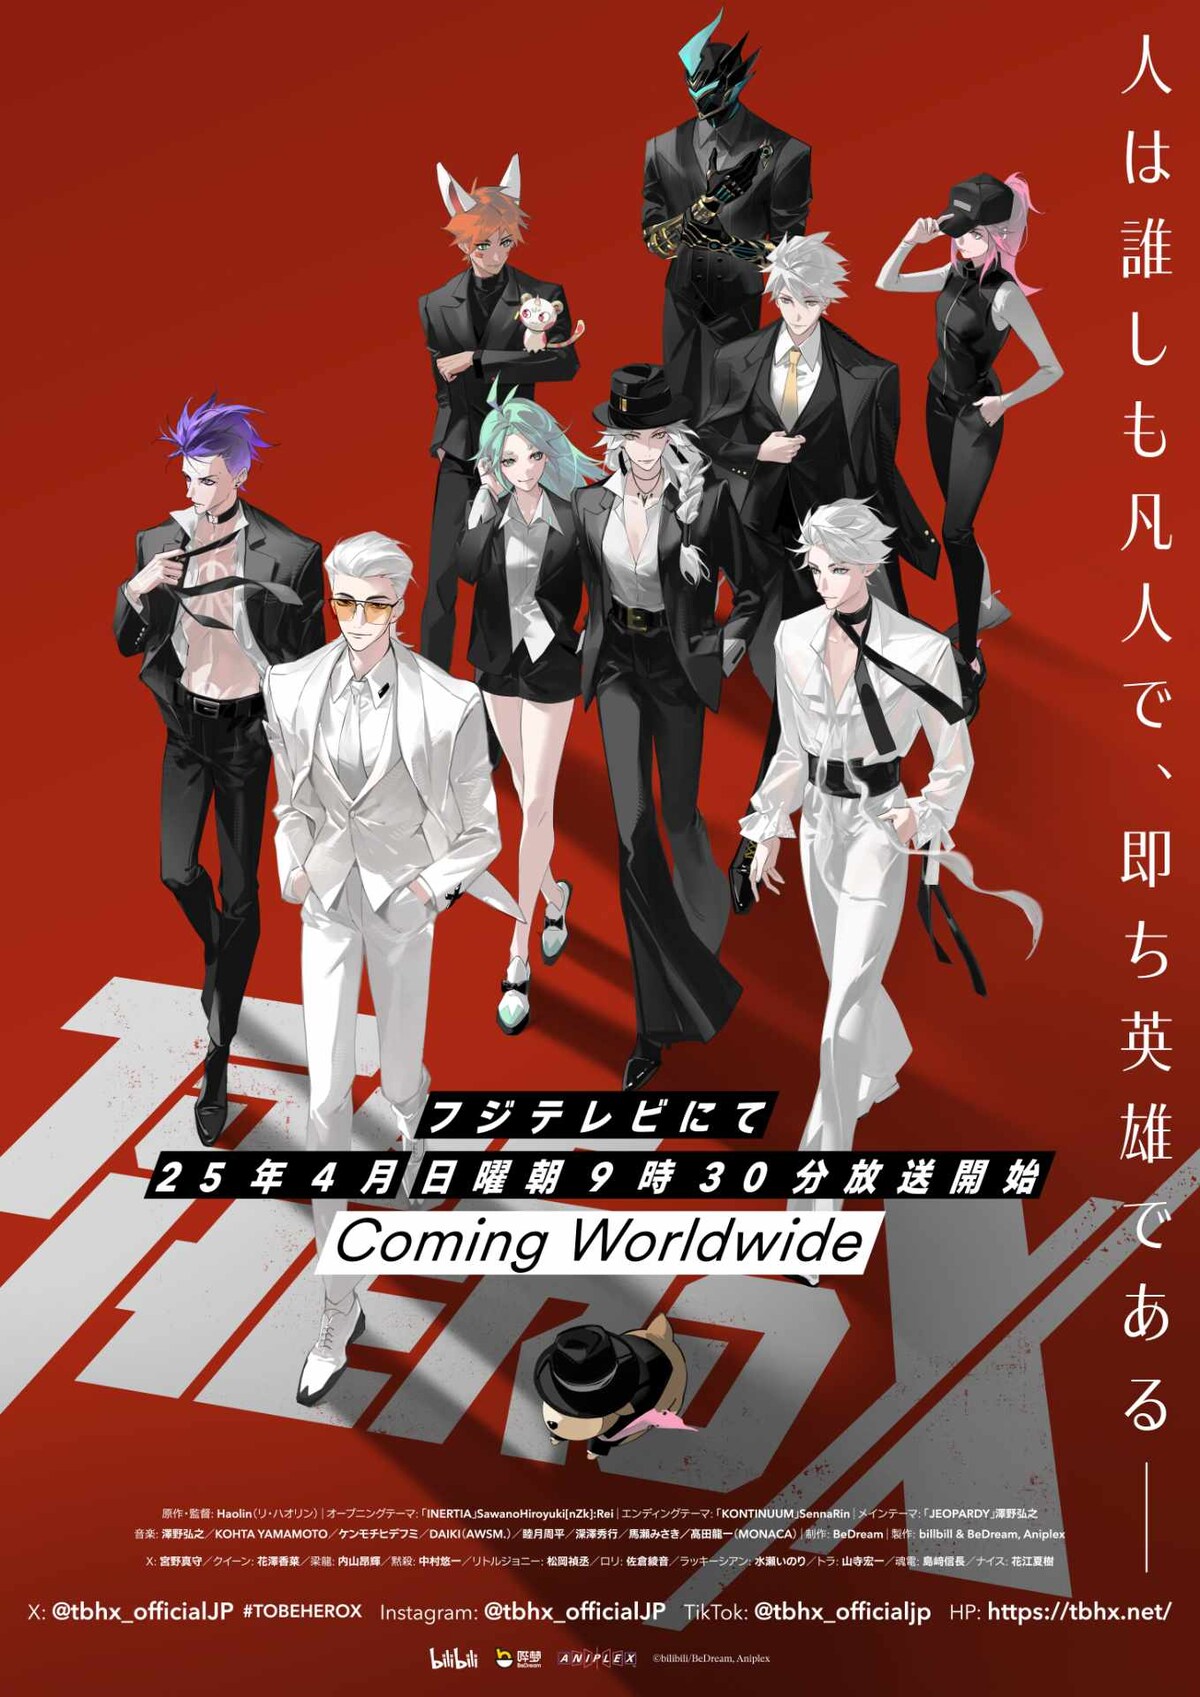 人は誰しも凡人で、即ち英雄である——
TO BE
HERO X
フジテレビにて
25年4月日曜朝9時30分放送開始
Coming Worldwide
原作・監督: Haolin（リ・ハオリン）｜オープニングテーマ:「INERTIA」SawanoHiroyuki[nZk]:Rei｜エンディングテーマ:「KONTINUUM」SennaRin｜メインテーマ:「JEOPARDY」澤野弘之
音楽: 澤野弘之／KOHTA YAMAMOTO／ケンモチヒデフミ／DAIKI（AWSM.）／睦月周平／深澤秀行／馬瀬みさき／高田龍一（MONACA）｜制作: BeDream｜製作: bilibili & BeDream, Aniplex
X: 宮野真守／クイーン: 花澤香菜／梁龍: 内山昂輝／黙殺: 中村悠一／リトルジョニー: 松岡禎丞／ロリ: 佐倉綾音／ラッキーシアン: 水瀬いのり／トラ: 山寺宏一／魂電: 島﨑信長／ナイス: 花江夏樹
X: @tbhx_officialJP #TOBEHEROX Instagram: @tbhx_officialJP TikTok: @tbhx_officialjp HP: https://tbhx.net/
bilibili 哔梦 BeDream ANIPLEX ©bilibili/BeDream, Aniplex